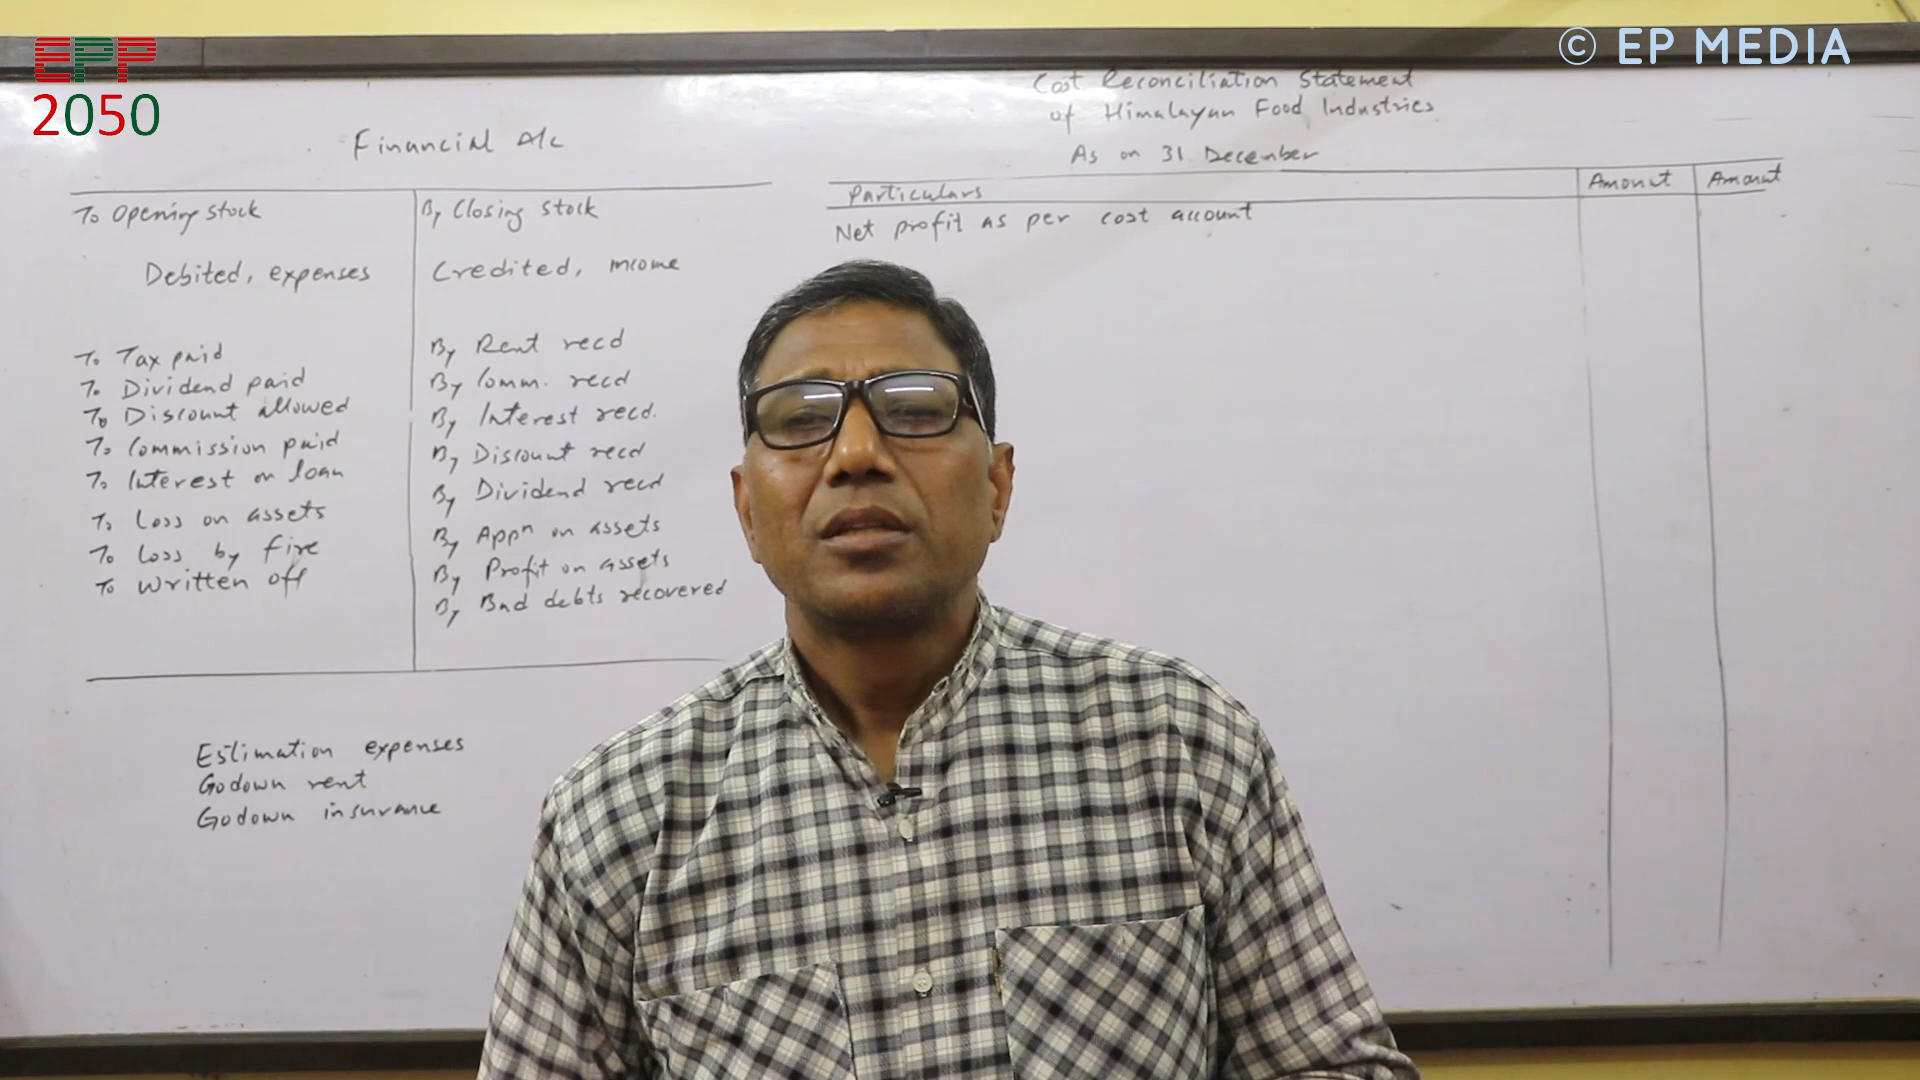 EPP
2050
© EP MEDIA
Financial A/c
To Opening stock
By Closing stock
Debited, expenses
Credited, income
To Tax paid
To Dividend paid
To Discount allowed
To Commission paid
To Interest on loan
To Loss on assets
To Loss by fire
To Written off
By Rent recd
By Comm. recd
By Interest recd.
By Discount recd
By Dividend recd
By Appn on assets
By Profit on assets
By Bad debts recovered
Estimation expenses
Godown rent
Godown insurance
Cost Reconciliation Statement
of Himalayan Food Industries
As on 31 December
Particulars Amount Amount
Net profit as per cost account